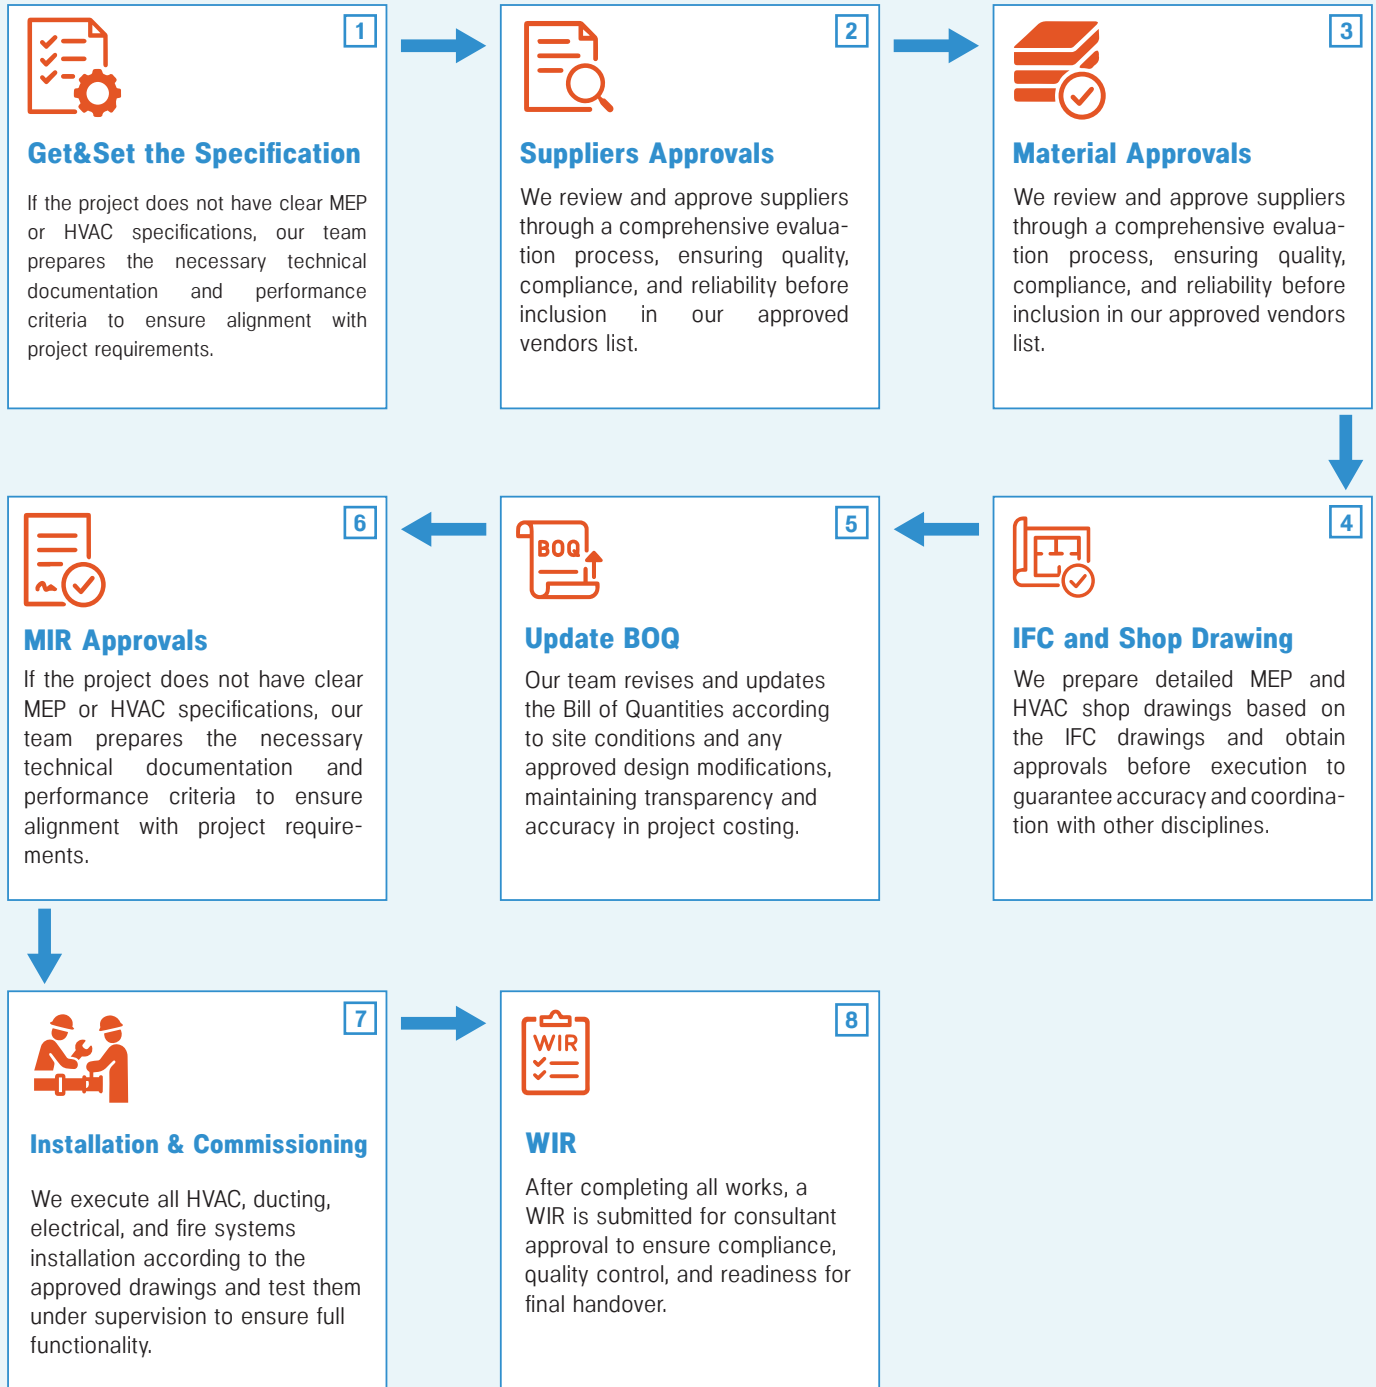 1
Get&Set the Specification
If the project does not have clear MEP
or HVAC specifications, our team
prepares the necessary technical
documentation and performance
criteria to ensure alignment with
project requirements.
2
Suppliers Approvals
We review and approve suppliers
through a comprehensive evalua-
tion process, ensuring quality,
compliance, and reliability before
inclusion in our approved
vendors list.
3
Material Approvals
We review and approve suppliers
through a comprehensive evalua-
tion process, ensuring quality,
compliance, and reliability before
inclusion in our approved vendors
list.
4
IFC and Shop Drawing
We prepare detailed MEP and
HVAC shop drawings based on
the IFC drawings and obtain
approvals before execution to
guarantee accuracy and coordina-
tion with other disciplines.
5
BOQ
Update BOQ
Our team revises and updates
the Bill of Quantities according
to site conditions and any
approved design modifications,
maintaining transparency and
accuracy in project costing.
6
MIR Approvals
If the project does not have clear
MEP or HVAC specifications, our
team prepares the necessary
technical documentation and
performance criteria to ensure
alignment with project require-
ments.
7
Installation & Commissioning
We execute all HVAC, ducting,
electrical, and fire systems
installation according to the
approved drawings and test them
under supervision to ensure full
functionality.
8
WIR
WIR
After completing all works, a
WIR is submitted for consultant
approval to ensure compliance,
quality control, and readiness for
final handover.